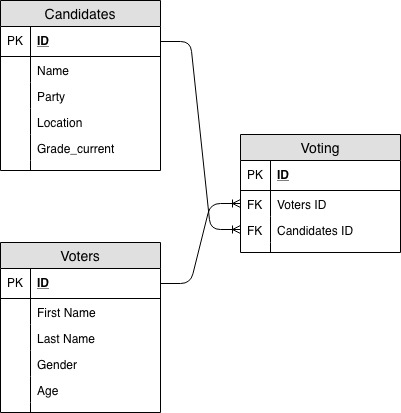 Candidates
PK ID
Name
Party
Location
Grade_current
Voting
PK ID
FK Voters ID
FK Candidates ID
Voters
PK ID
First Name
Last Name
Gender
Age